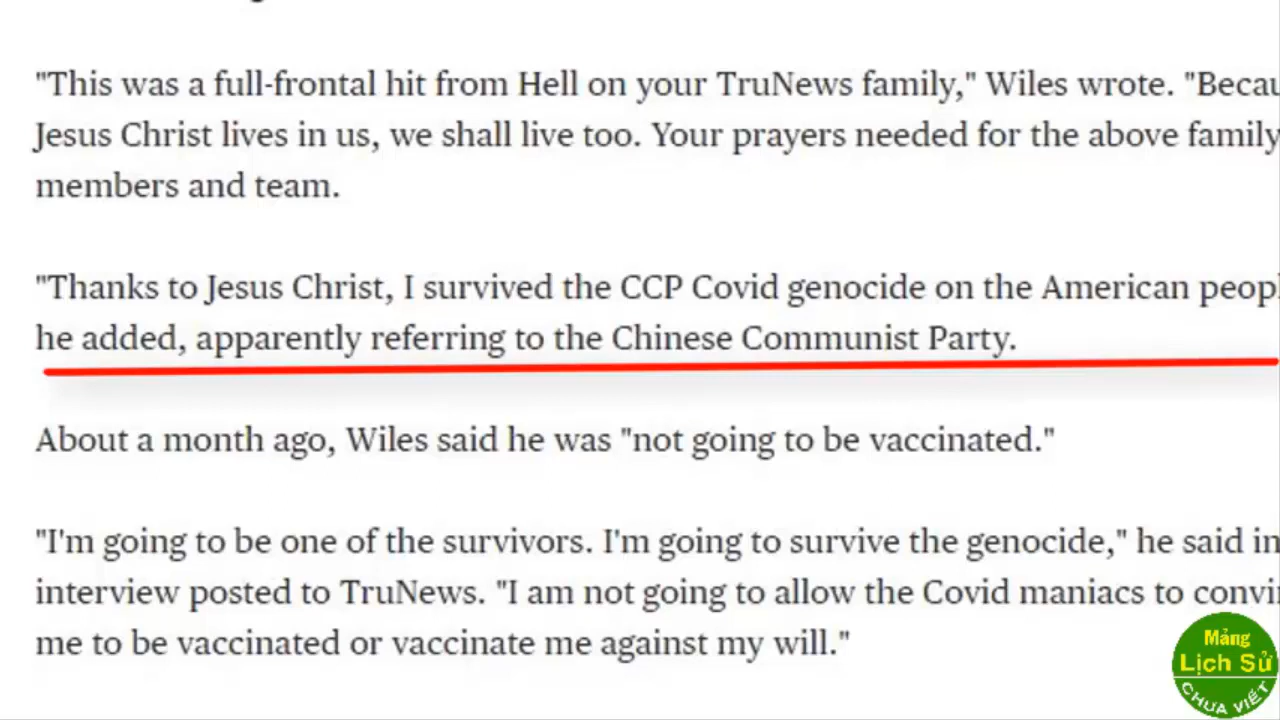 "This was a full-frontal hit from Hell on your TruNews family," Wiles wrote. "Becau
Jesus Christ lives in us, we shall live too. Your prayers needed for the above family
members and team.
"Thanks to Jesus Christ, I survived the CCP Covid genocide on the American peopl
he added, apparently referring to the Chinese Communist Party.
About a month ago, Wiles said he was "not going to be vaccinated."
"I'm going to be one of the survivors. I'm going to survive the genocide," he said in
interview posted to TruNews. "I am not going to allow the Covid maniacs to convi
me to be vaccinated or vaccinate me against my will."
Mảng
Lịch Sử
CHƯA VIẾT